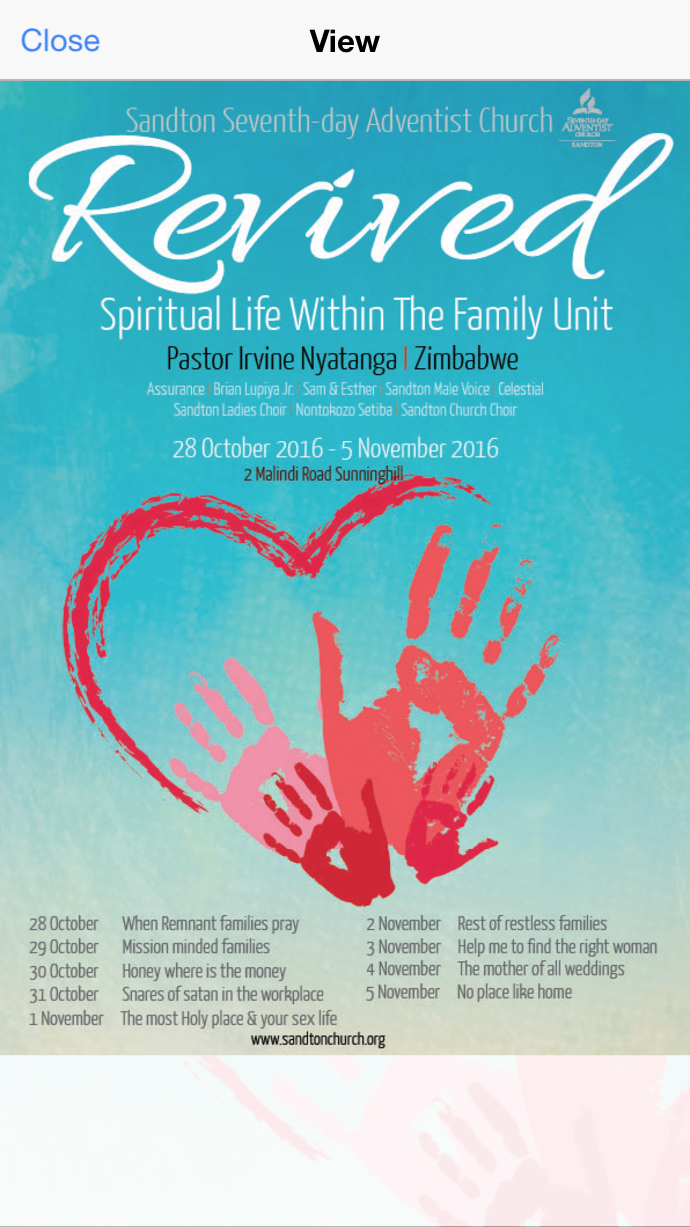 Close
View
Sandton Seventh-day Adventist Church
SEVENTH-DAY
ADVENTIST
CHURCH
SANDTON
Revived
Spiritual Life Within The Family Unit
Pastor Irvine Nyatanga | Zimbabwe
Assurance | Brian Lupiya Jr. | Sam & Esther | Sandton Male Voice | Celestial
Sandton Ladies Choir | Nontokozo Setiba | Sandton Church Choir
28 October 2016 - 5 November 2016
2 Malindi Road Sunninghill
28 October When Remnant families pray
29 October Mission minded families
30 October Honey where is the money
31 October Snares of satan in the workplace
1 November The most Holy place & your sex life
2 November Rest of restless families
3 November Help me to find the right woman
4 November The mother of all weddings
5 November No place like home
www.sandtonchurch.org